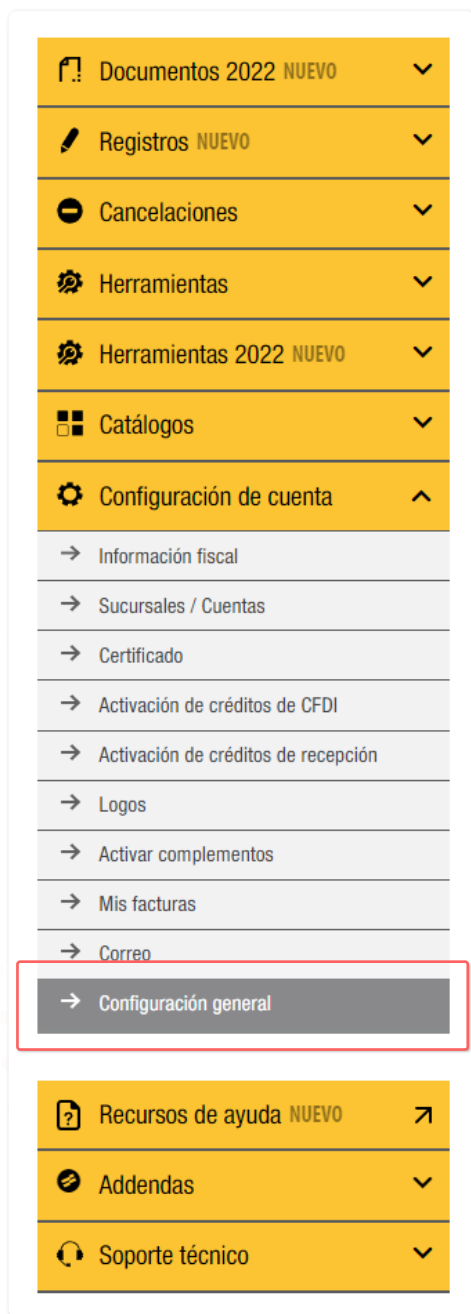 Documentos 2022 NUEVO
Registros NUEVO
Cancelaciones
Herramientas
Herramientas 2022 NUEVO
Catálogos
Configuración de cuenta
Información fiscal
Sucursales / Cuentas
Certificado
Activación de créditos de CFDI
Activación de créditos de recepción
Logos
Activar complementos
Mis facturas
Correo
Configuración general
Recursos de ayuda NUEVO
Addendas
Soporte técnico